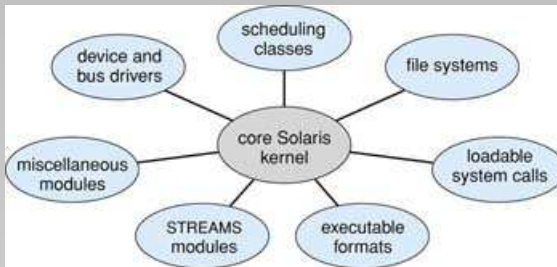 scheduling
classes
device and
bus drivers
file systems
core Solaris
kernel
miscellaneous
modules
loadable
system calls
STREAMS
modules
executable
formats